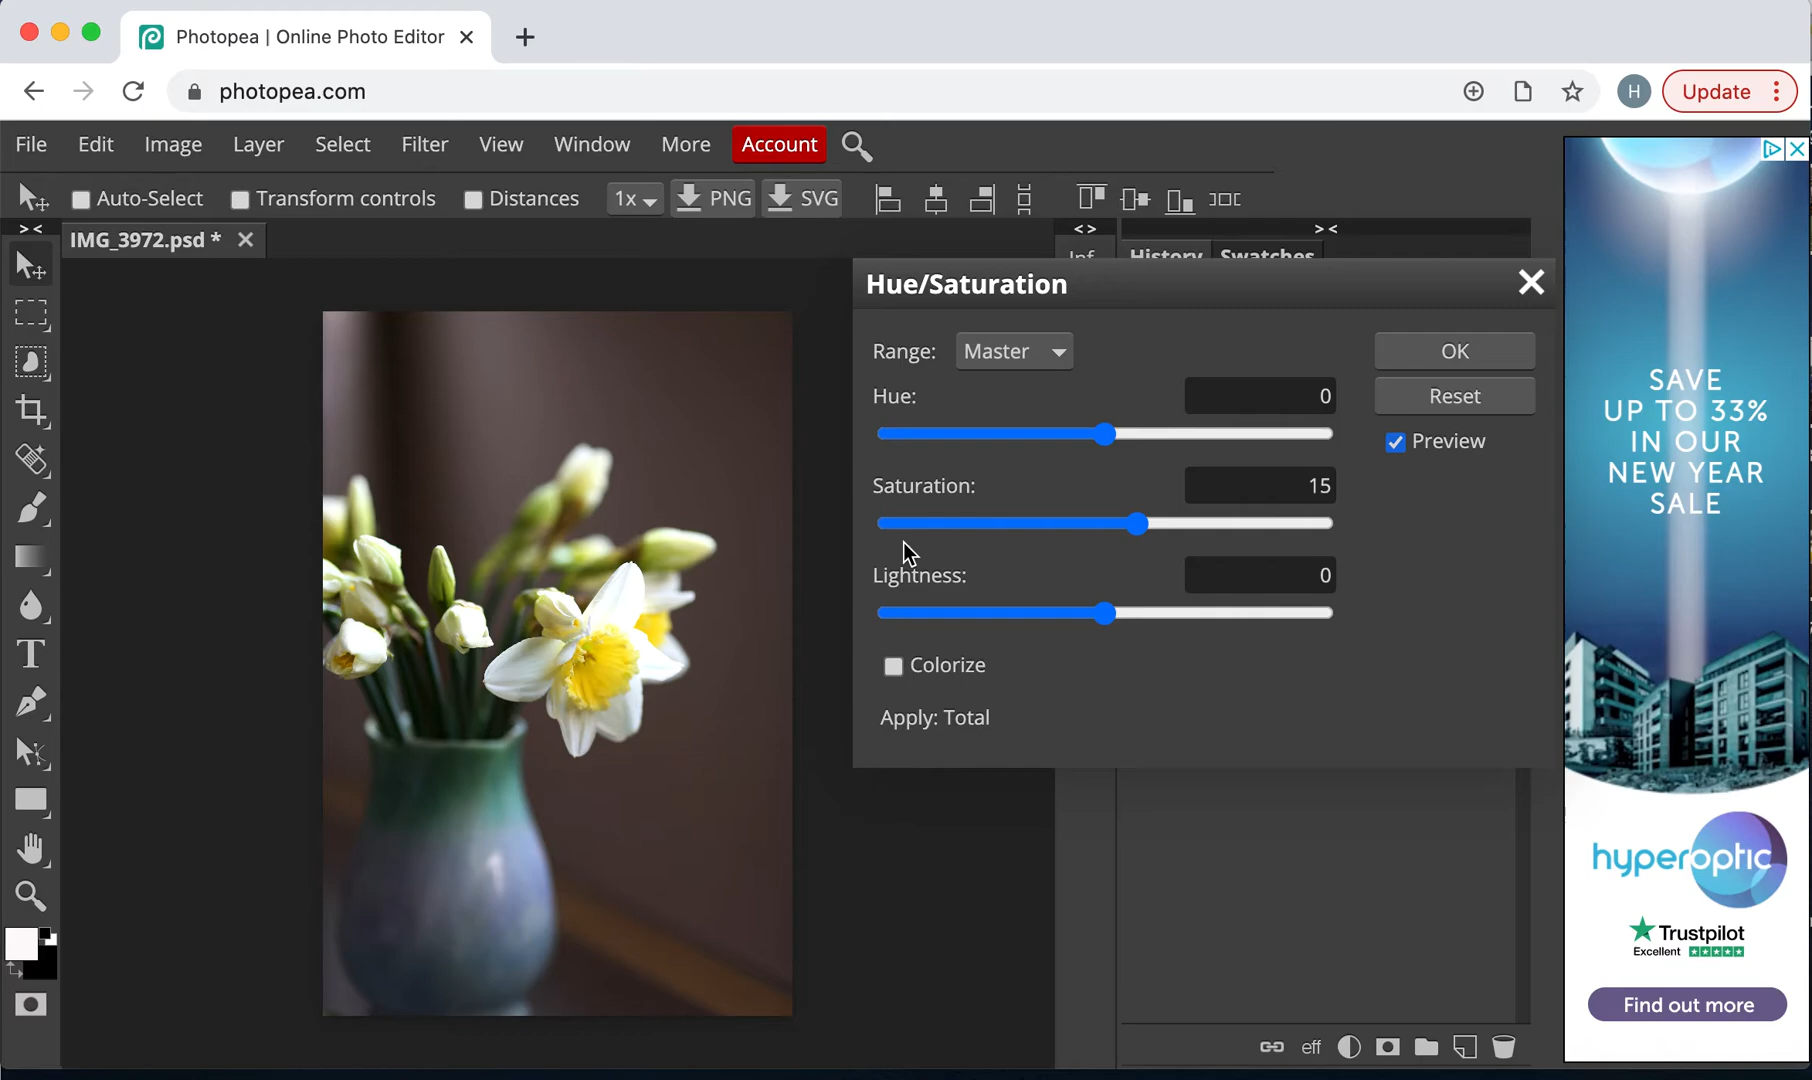 Photopea | Online Photo Editor
photopea.com
H
Update
File Edit Image Layer Select Filter View Window More Account
Auto-Select Transform controls Distances 1x PNG SVG
> < < > > <
IMG_3972.psd *
Inf History Swatches
Hue/Saturation
Range: Master
OK
Hue: 0
Reset
Preview
Saturation: 15
Lightness: 0
Colorize
Apply: Total
T
eff
SAVE
UP TO 33%
IN OUR
NEW YEAR
SALE
hyperoptic
Trustpilot
Excellent
Find out more